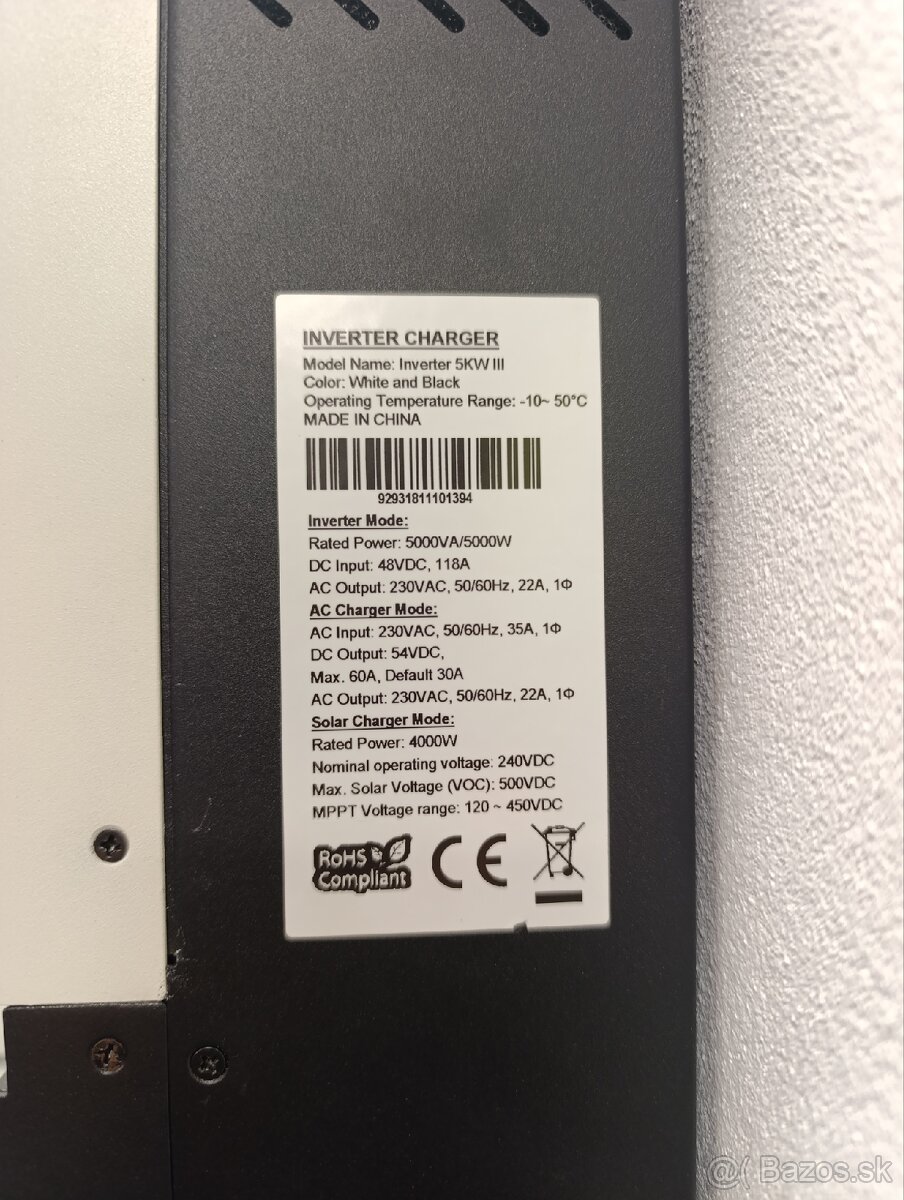 INVERTER CHARGER
Model Name: Inverter 5KW III
Color: White and Black
Operating Temperature Range: -10~ 50°C
MADE IN CHINA
92931811101394
Inverter Mode:
Rated Power: 5000VA/5000W
DC Input: 48VDC, 118A
AC Output: 230VAC, 50/60Hz, 22A, 1Φ
AC Charger Mode:
AC Input: 230VAC, 50/60Hz, 35A, 1Φ
DC Output: 54VDC,
Max. 60A, Default 30A
AC Output: 230VAC, 50/60Hz, 22A, 1Φ
Solar Charger Mode:
Rated Power: 4000W
Nominal operating voltage: 240VDC
Max. Solar Voltage (VOC): 500VDC
MPPT Voltage range: 120 ~ 450VDC
RoHS
Compliant
CE
@( Bazos.sk